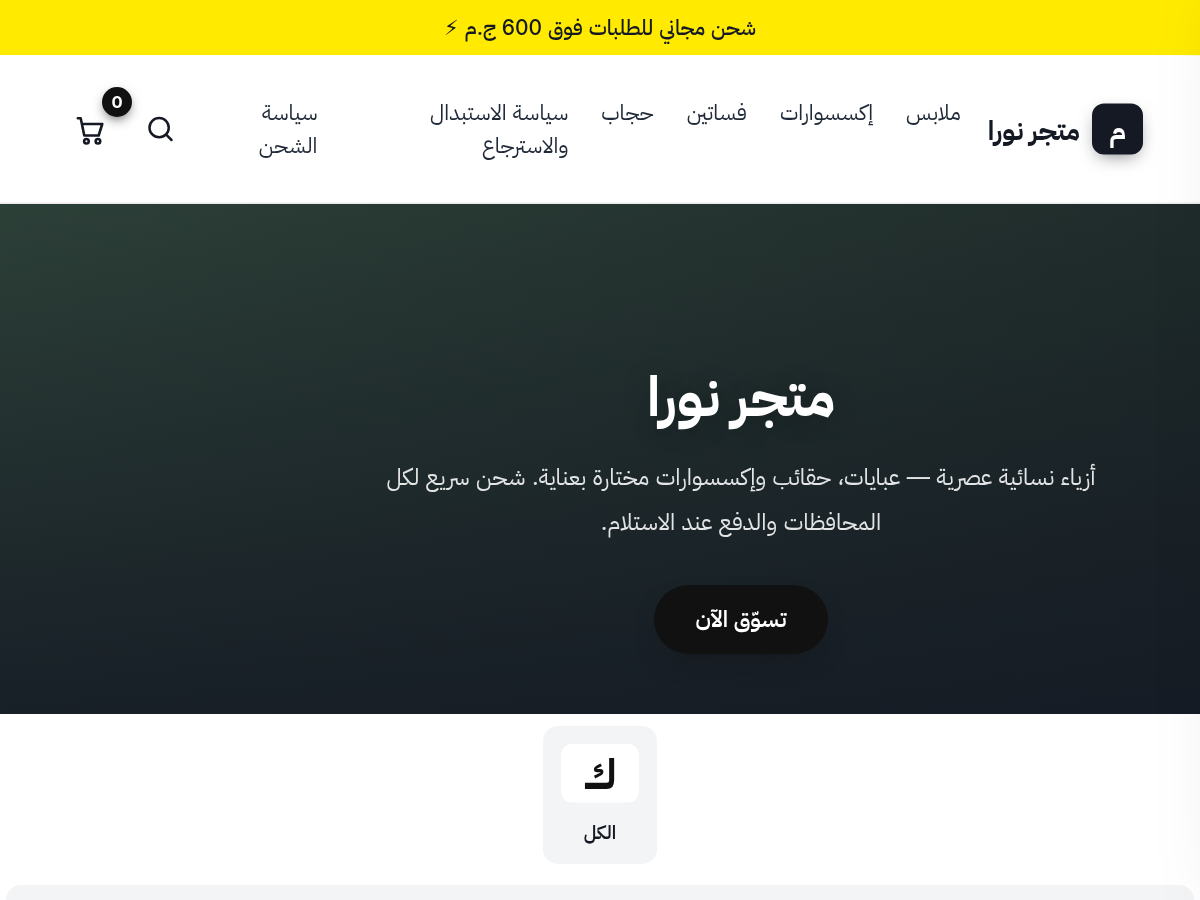 شحن مجاني للطلبات فوق 600 ج.م ⚡
م
متجر نورا
ملابس
إكسسوارات
فساتين
حجاب
سياسة الاستبدال
والاسترجاع
سياسة
الشحن
0
متجر نورا
أزياء نسائية عصرية — عبايات، حقائب وإكسسوارات مختارة بعناية. شحن سريع لكل
المحافظات والدفع عند الاستلام.
تسوّق الآن
ك
الكل